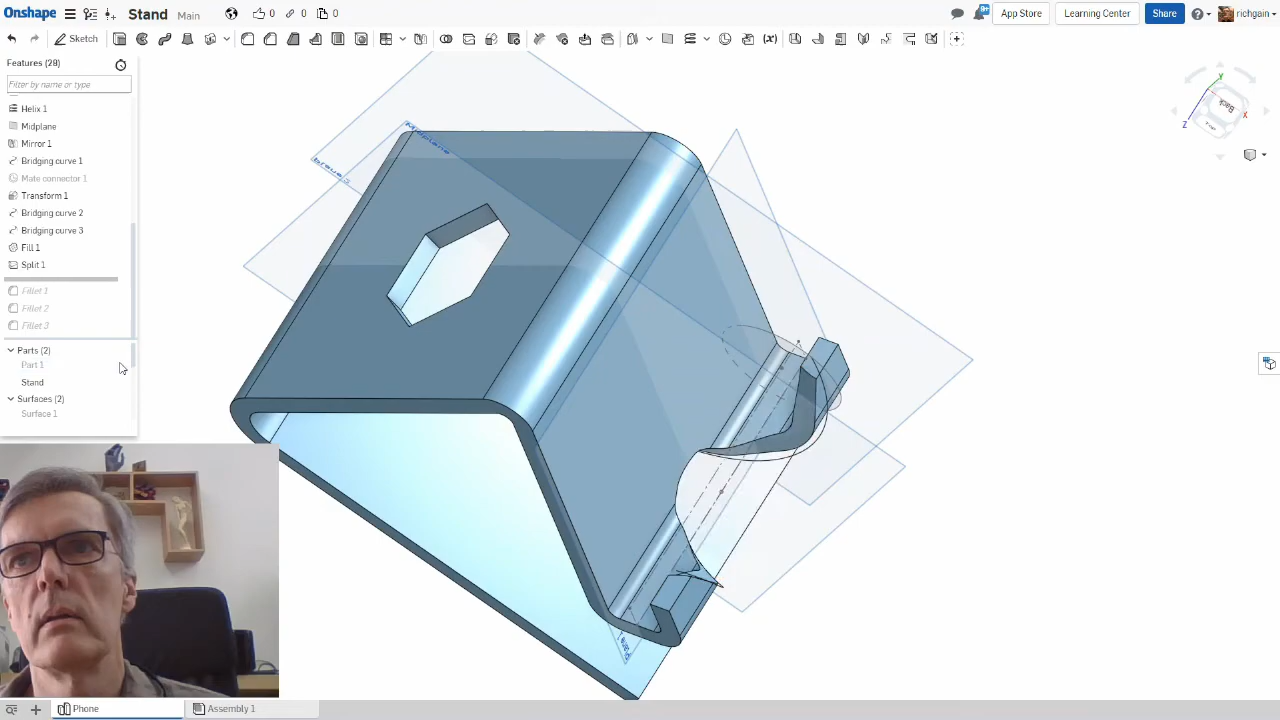 Onshape Stand Main 0 0 0 8+ App Store Learning Center Share richgain
Sketch (x)
Features (28)
Filter by name or type
Helix 1
Midplane
Mirror 1
Bridging curve 1
Mate connector 1
Transform 1
Bridging curve 2
Bridging curve 3
Fill 1
Split 1
Fillet 1
Fillet 2
Fillet 3
Parts (2)
Part 1
Stand
Surfaces (2)
Surface 1
Midplane
Y
Back
X
Z
Phone Assembly 1